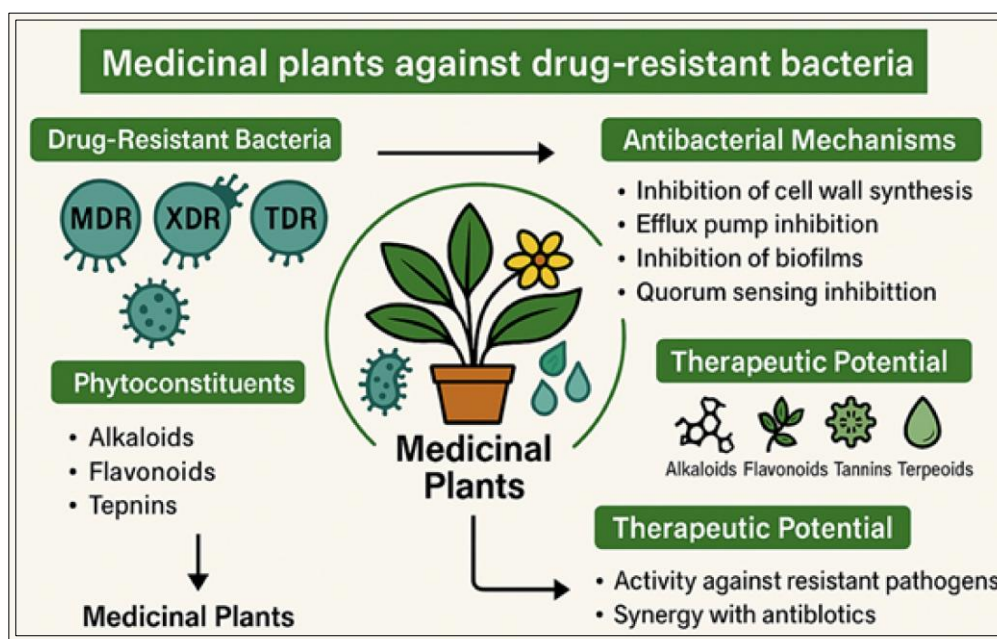 Medicinal plants against drug-resistant bacteria
Drug-Resistant Bacteria
MDR XDR TDR
Phytoconstituents
• Alkaloids
• Flavonoids
• Tepnins
Medicinal Plants
Medicinal
Plants
Antibacterial Mechanisms
• Inhibition of cell wall synthesis
• Efflux pump inhibition
• Inhibition of biofilms
• Quorum sensing inhibittion
Therapeutic Potential
Alkaloids Flavonoids Tannins Terpeoids
Therapeutic Potential
• Activity against resistant pathogens
• Synergy with antiblotics